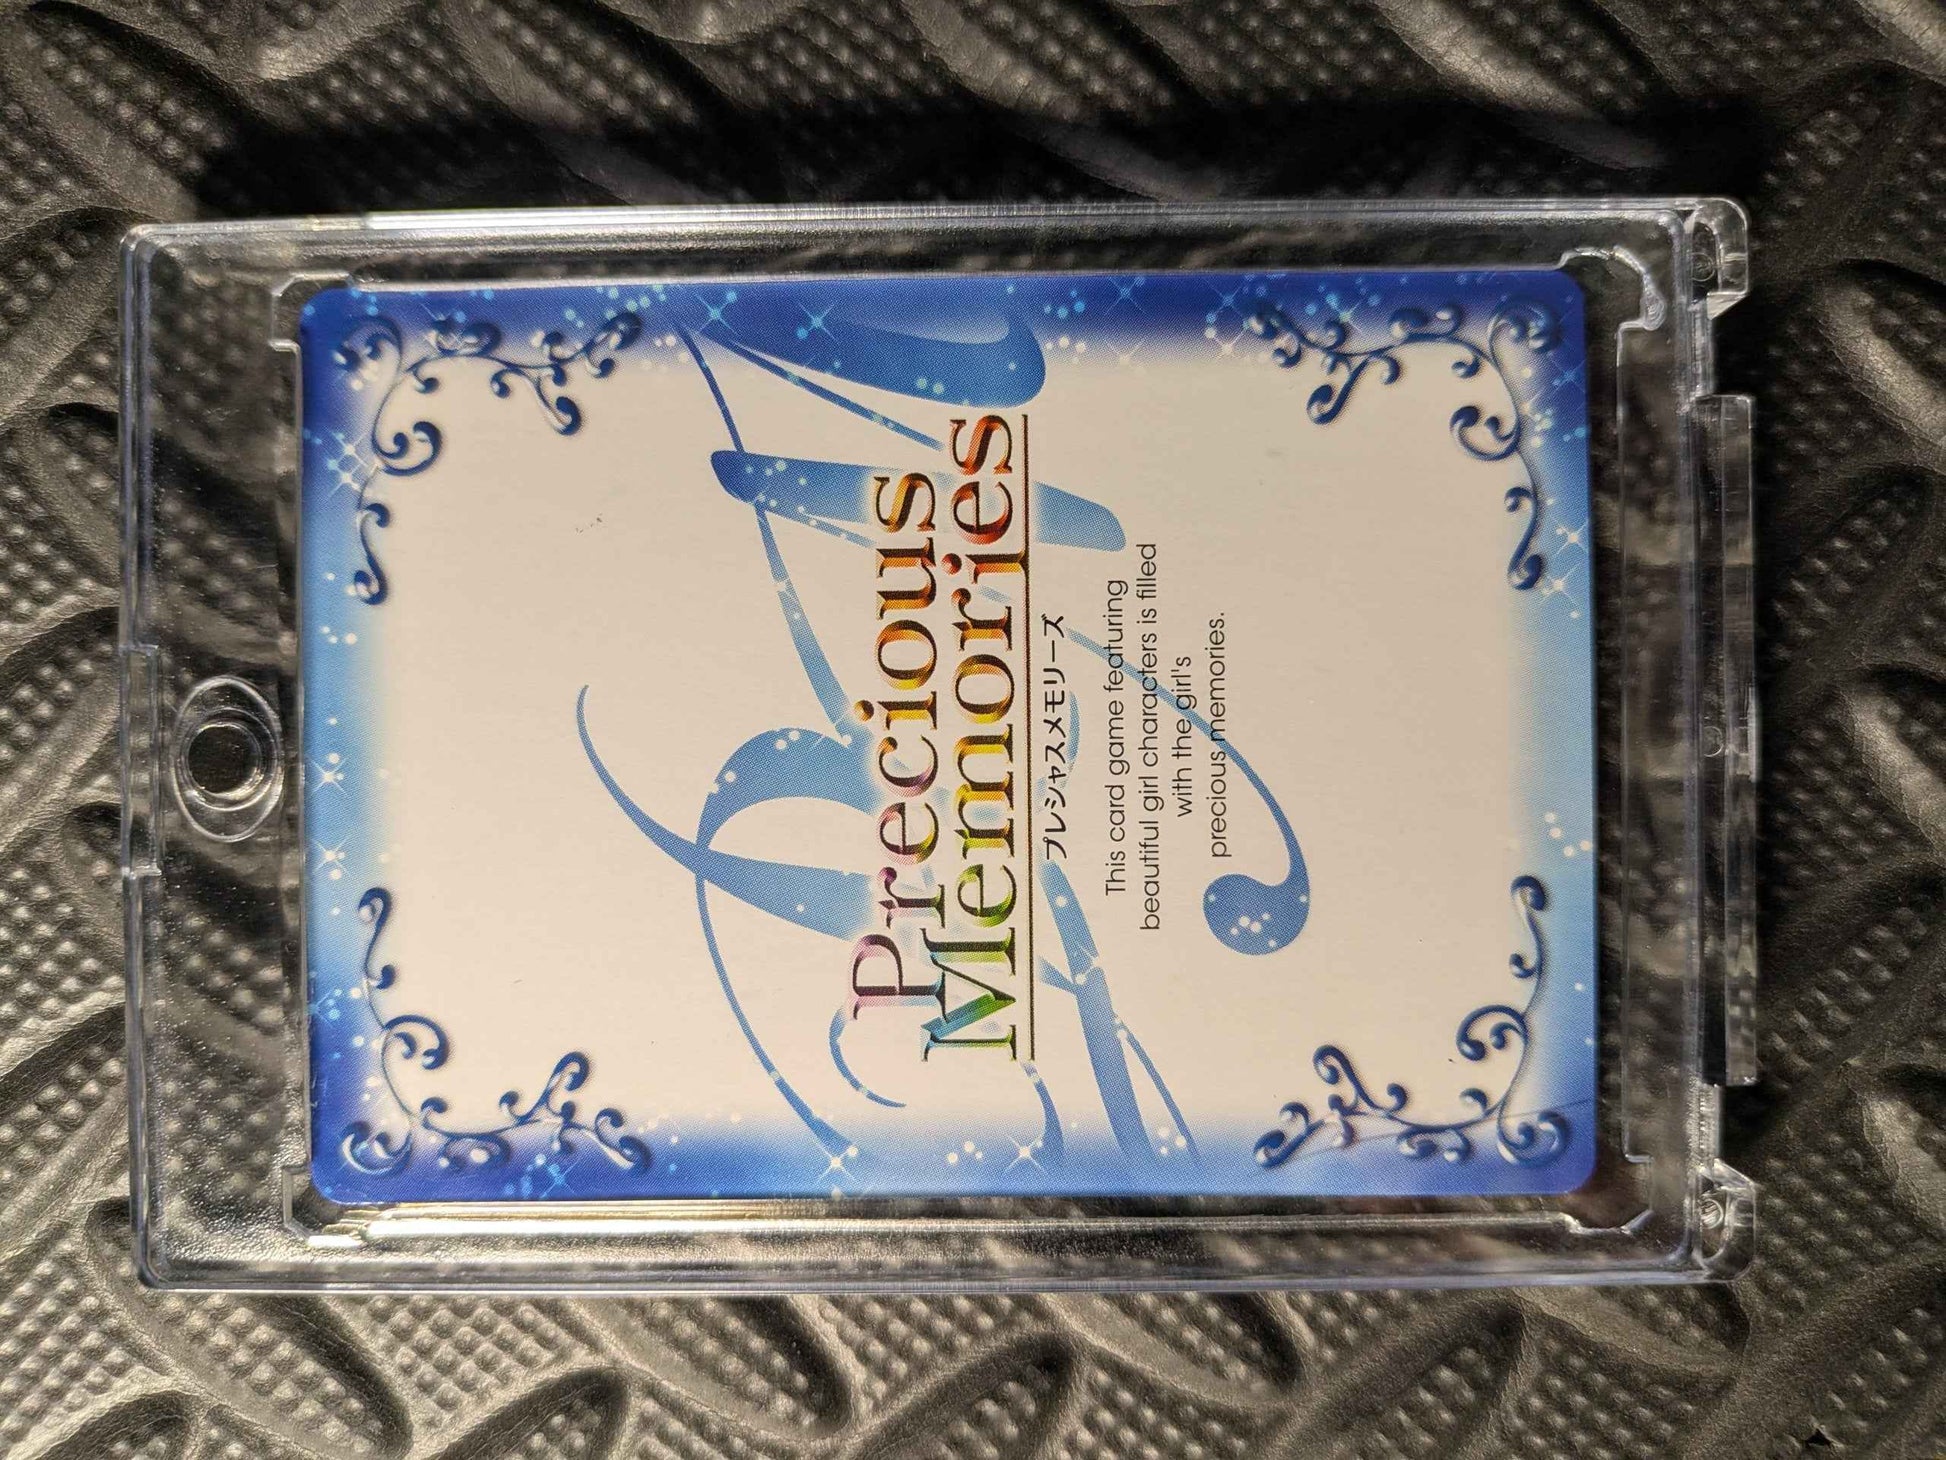 Precious
Memories
プレシャスメモリーズ
This card game featuring
beautiful girl characters is filled
with the girl's
precious memories.